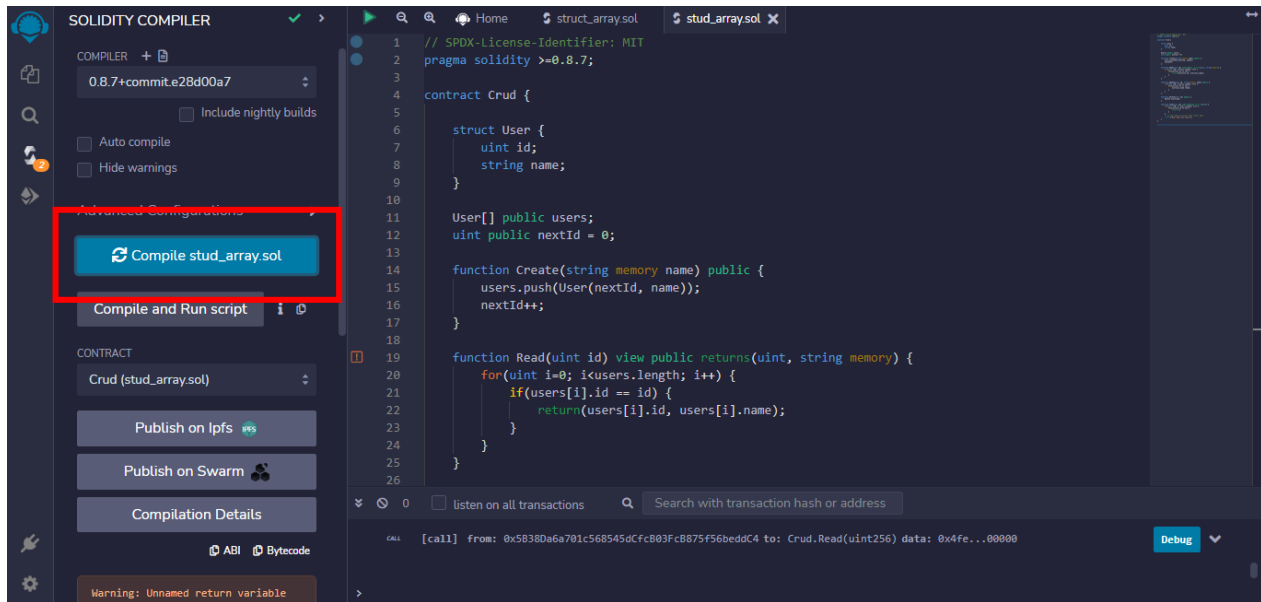 SOLIDITY COMPILER
COMPILER +
0.8.7+commit.e28d00a7
Include nightly builds
Auto compile
Hide warnings
Advanced Configurations
Compile stud_array.sol
Compile and Run script i
CONTRACT
Crud (stud_array.sol)
Publish on Ipfs IPFS
Publish on Swarm
Compilation Details
ABI Bytecode
Warning: Unnamed return variable
2
Home struct_array.sol stud_array.sol
1 // SPDX-License-Identifier: MIT
2 pragma solidity >=0.8.7;
3
4 contract Crud {
5
6 struct User {
7 uint id;
8 string name;
9 }
10
11 User[] public users;
12 uint public nextId = 0;
13
14 function Create(string memory name) public {
15 users.push(User(nextId, name));
16 nextId++;
17 }
18
19 function Read(uint id) view public returns(uint, string memory) {
20 for(uint i=0; i<users.length; i++) {
21 if(users[i].id == id) {
22 return(users[i].id, users[i].name);
23 }
24 }
25 }
26
0 listen on all transactions Search with transaction hash or address
CALL [call] from: 0x5B38Da6a701c568545dCfcB03FcB875f56beddC4 to: Crud.Read(uint256) data: 0x4fe...00000 Debug
>